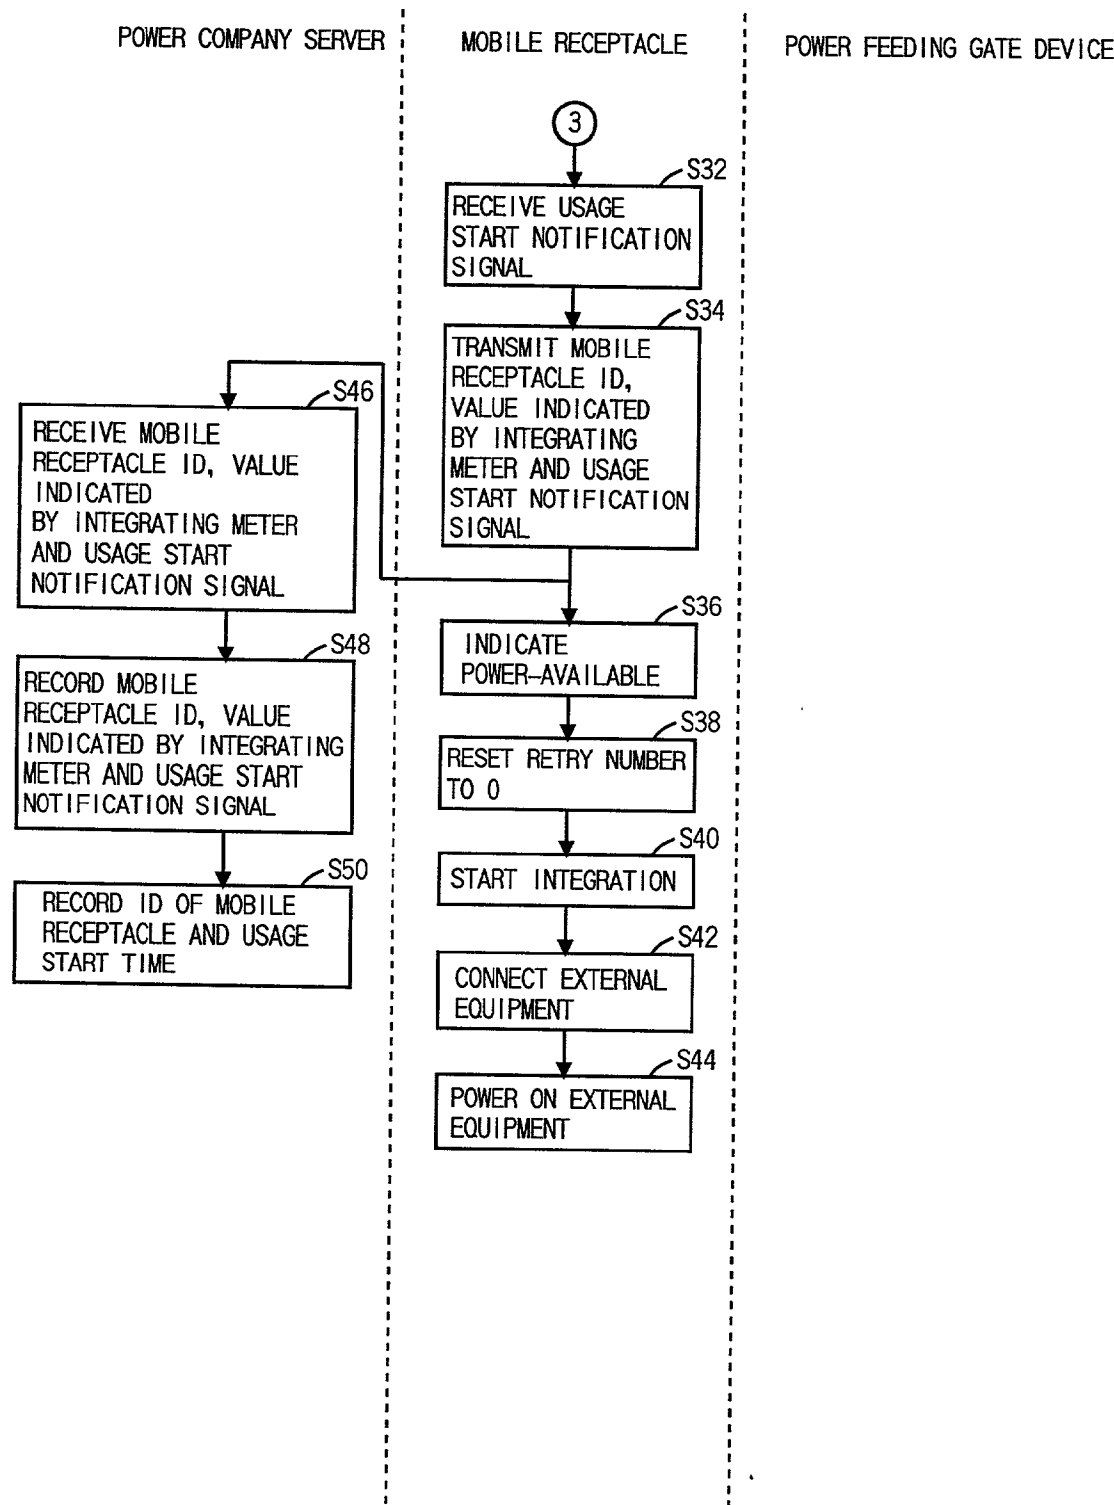 POWER COMPANY SERVER
MOBILE RECEPTACLE
POWER FEEDING GATE DEVICE
3
S32
RECEIVE USAGE
START NOTIFICATION
SIGNAL
S34
TRANSMIT MOBILE
RECEPTACLE ID,
VALUE INDICATED
BY INTEGRATING
METER AND USAGE
START NOTIFICATION
SIGNAL
S46
RECEIVE MOBILE
RECEPTACLE ID, VALUE
INDICATED
BY INTEGRATING METER
AND USAGE START
NOTIFICATION SIGNAL
S36
INDICATE
POWER-AVAILABLE
S48
RECORD MOBILE
RECEPTACLE ID, VALUE
INDICATED BY INTEGRATING
METER AND USAGE START
NOTIFICATION SIGNAL
S38
RESET RETRY NUMBER
TO 0
S40
START INTEGRATION
S50
RECORD ID OF MOBILE
RECEPTACLE AND USAGE
START TIME
S42
CONNECT EXTERNAL
EQUIPMENT
S44
POWER ON EXTERNAL
EQUIPMENT